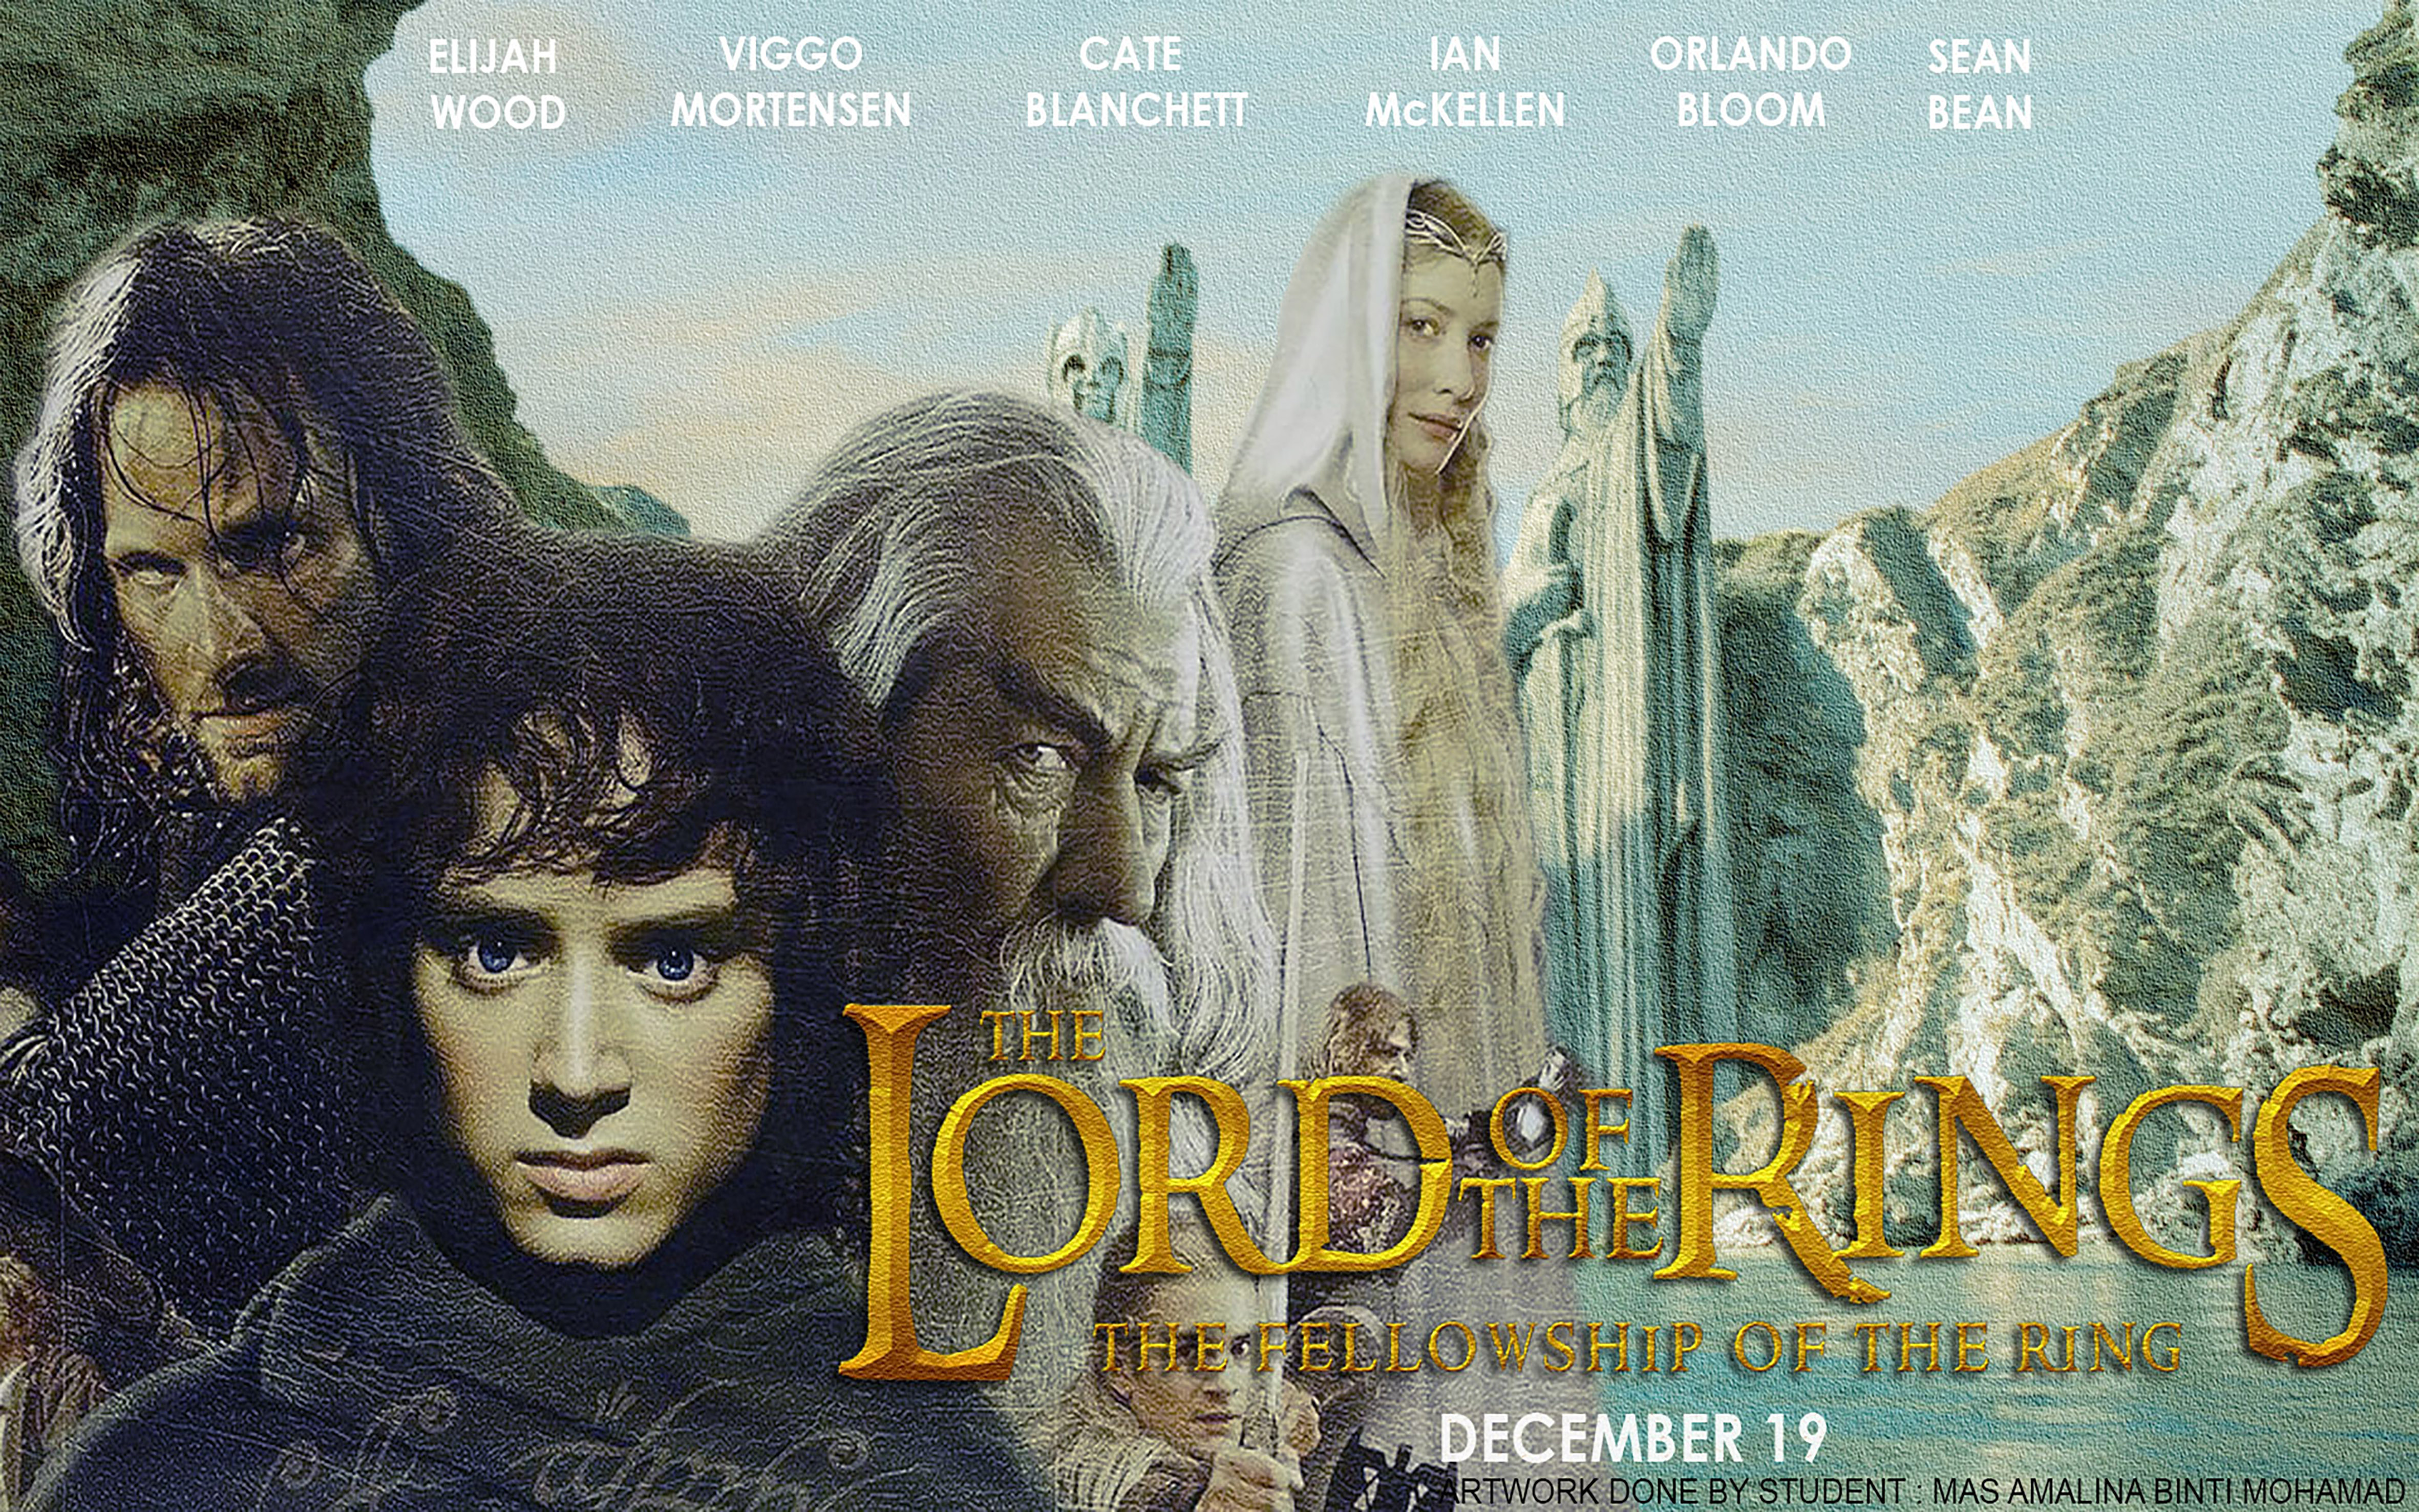 ELIJAH WOOD
VIGGO MORTENSEN
CATE BLANCHETT
IAN McKELLEN
ORLANDO BLOOM
SEAN BEAN
THE
LORD OF THE RINGS
THE FELLOWSHIP OF THE RING
DECEMBER 19
ARTWORK DONE BY STUDENT : MAS AMALINA BINTI MOHAMAD